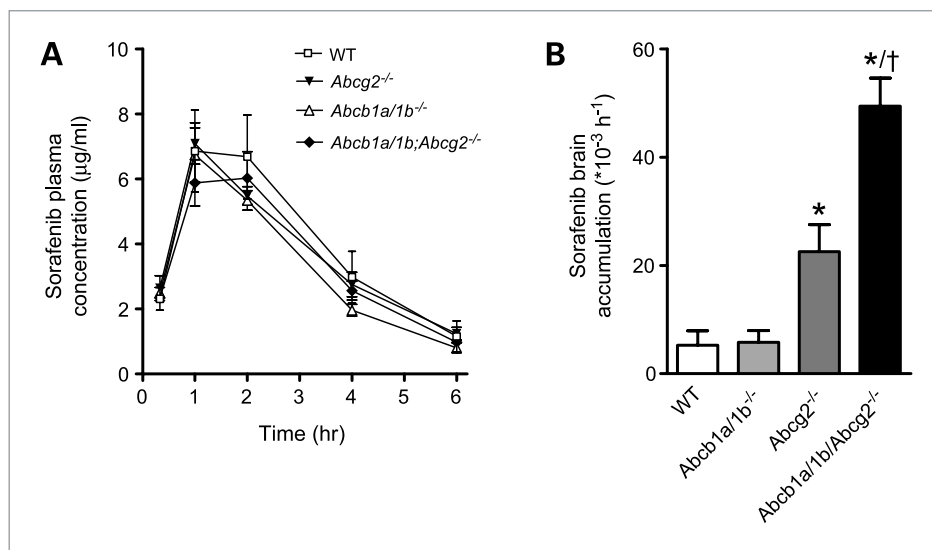 A
Sorafenib plasma
concentration (μg/ml)
10
8
6
4
2
0
0 1 2 3 4 5 6
Time (hr)
WT
Abcg2-/-
Abcb1a/1b-/-
Abcb1a/1b;Abcg2-/-
B
Sorafenib brain
accumulation (*10-3 h-1)
60
40
20
0
*
*/†
WT
Abcb1a/1b-/-
Abcg2-/-
Abcb1a/1b/Abcg2-/-